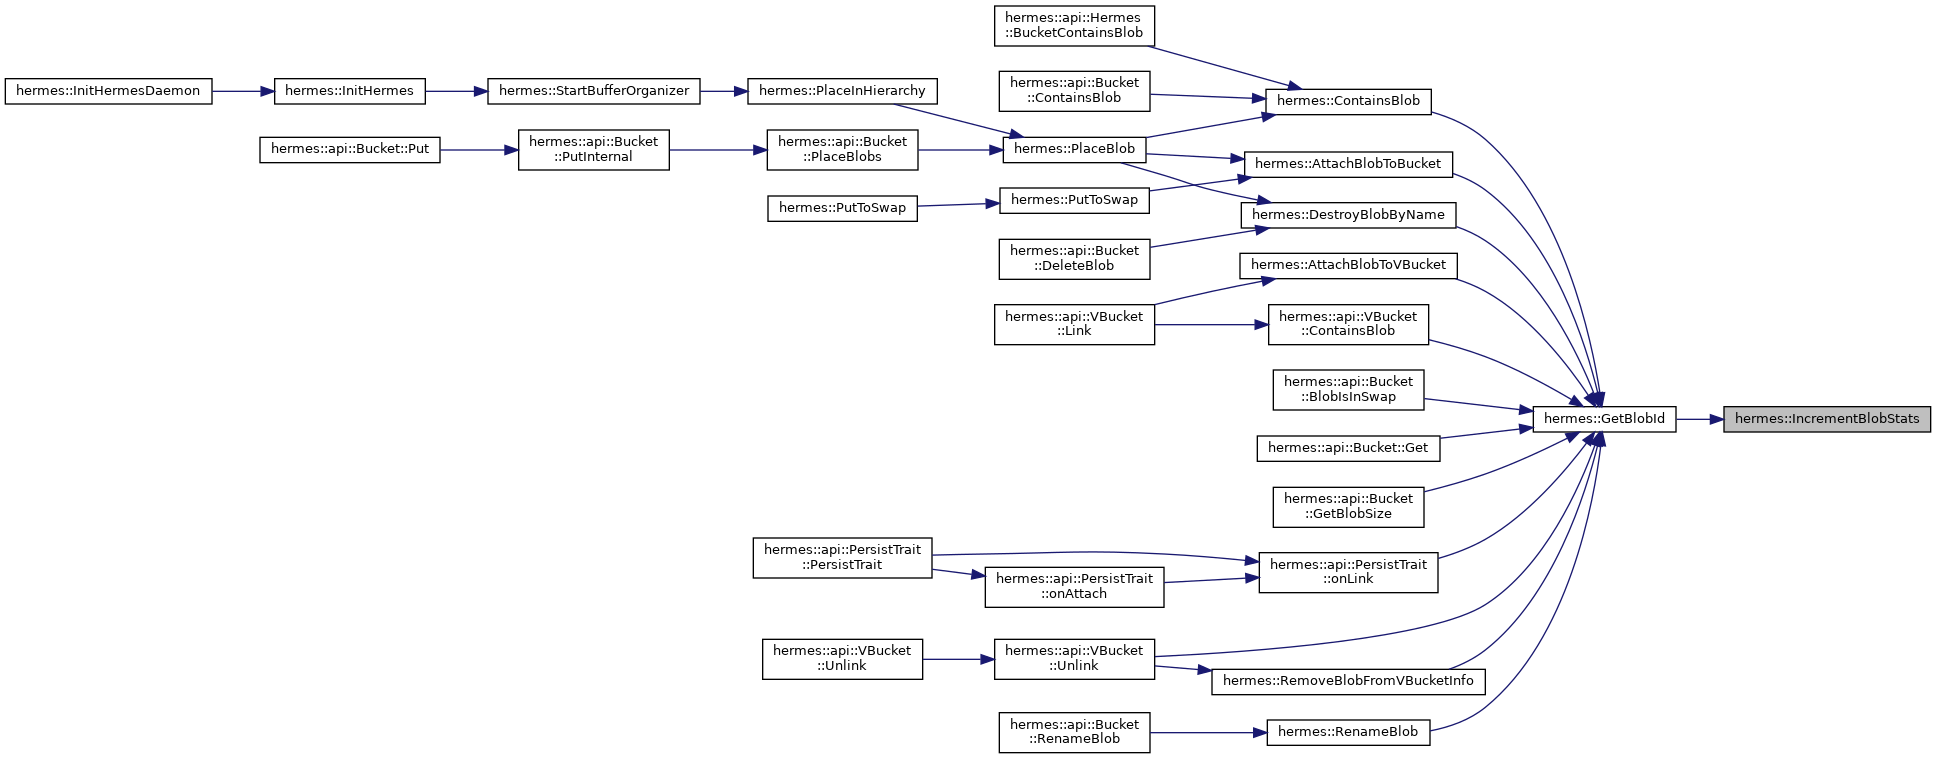 hermes::api::Hermes
::BucketContainsBlob
hermes::InitHermesDaemon
hermes::InitHermes
hermes::StartBufferOrganizer
hermes::PlaceInHierarchy
hermes::api::Bucket
::ContainsBlob
hermes::ContainsBlob
hermes::api::Bucket::Put
hermes::api::Bucket
::PutInternal
hermes::api::Bucket
::PlaceBlobs
hermes::PlaceBlob
hermes::AttachBlobToBucket
hermes::PutToSwap
hermes::PutToSwap
hermes::DestroyBlobByName
hermes::api::Bucket
::DeleteBlob
hermes::AttachBlobToVBucket
hermes::api::VBucket
::Link
hermes::api::VBucket
::ContainsBlob
hermes::api::Bucket
::BlobIsInSwap
hermes::GetBlobId
hermes::IncrementBlobStats
hermes::api::Bucket::Get
hermes::api::Bucket
::GetBlobSize
hermes::api::PersistTrait
::PersistTrait
hermes::api::PersistTrait
::onAttach
hermes::api::PersistTrait
::onLink
hermes::api::VBucket
::Unlink
hermes::api::VBucket
::Unlink
hermes::RemoveBlobFromVBucketInfo
hermes::api::Bucket
::RenameBlob
hermes::RenameBlob